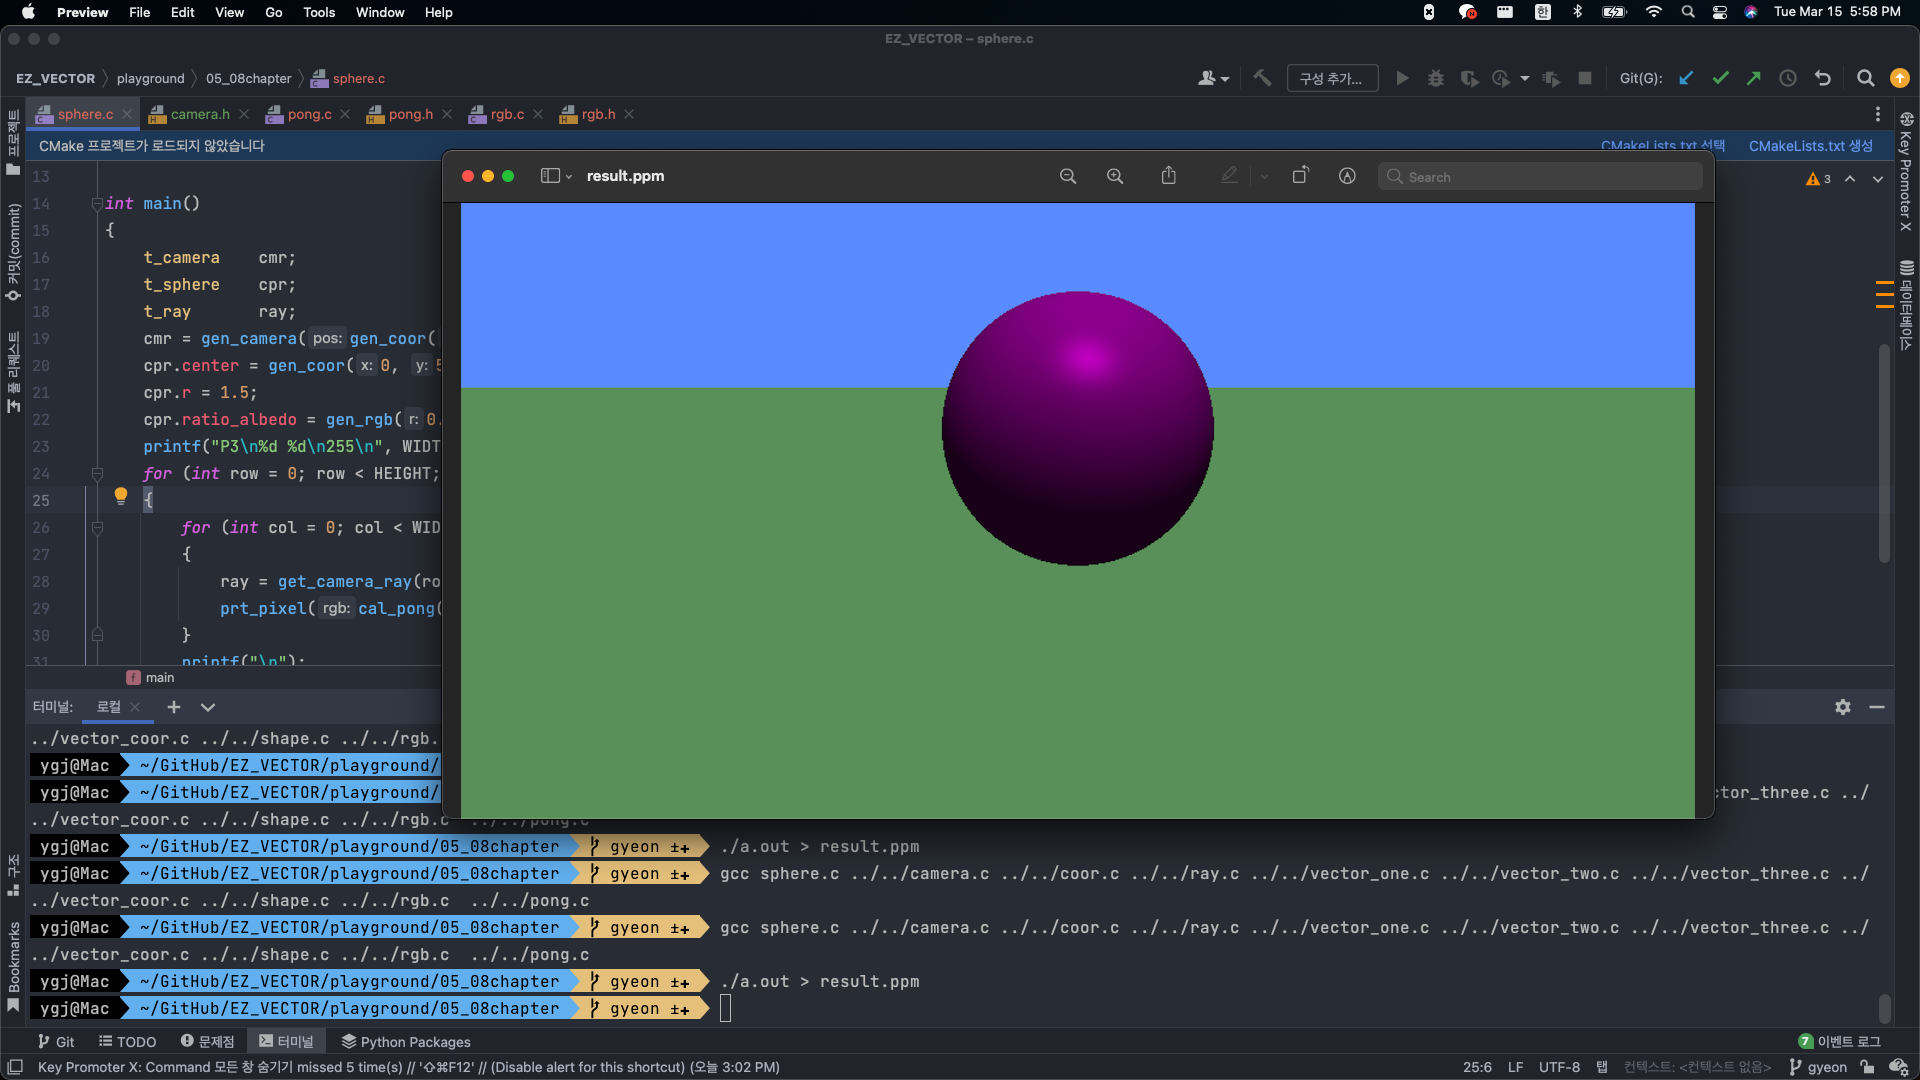 Preview File Edit View Go Tools Window Help 한 Tue Mar 15 5:58 PM
EZ_VECTOR – sphere.c
EZ_VECTOR playground 05_08chapter sphere.c 구성 추가... Git(G):
sphere.c camera.h pong.c pong.h rgb.c rgb.h
CMake 프로젝트가 로드되지 않았습니다 CMakeLists.txt 선택 CMakeLists.txt 생성
프로젝트
커밋(commit)
풀 리퀘스트
구조
Bookmarks
Key Promoter X
데이터베이스
result.ppm Search
3
13
14 int main()
15 {
16 t_camera cmr;
17 t_sphere cpr;
18 t_ray ray;
19 cmr = gen_camera( pos: gen_coor(
20 cpr.center = gen_coor( x: 0, y: 5
21 cpr.r = 1.5;
22 cpr.ratio_albedo = gen_rgb( r: 0.
23 printf("P3\n%d %d\n255\n", WIDT
24 for (int row = 0; row < HEIGHT;
25 {
26 for (int col = 0; col < WID
27 {
28 ray = get_camera_ray(ro
29 prt_pixel( rgb: cal_pong(
30 }
31 printf("\n");
f main
터미널: 로컬
../vector_coor.c ../../shape.c ../../rgb.
ygj@Mac ~/GitHub/EZ_VECTOR/playground/
ygj@Mac ~/GitHub/EZ_VECTOR/playground/ ctor_three.c ../
../vector_coor.c ../../shape.c ../../rgb.c ../../pong.c
ygj@Mac ~/GitHub/EZ_VECTOR/playground/05_08chapter gyeon ±+ ./a.out > result.ppm
ygj@Mac ~/GitHub/EZ_VECTOR/playground/05_08chapter gyeon ±+ gcc sphere.c ../../camera.c ../../coor.c ../../ray.c ../../vector_one.c ../../vector_two.c ../../vector_three.c ../
../vector_coor.c ../../shape.c ../../rgb.c ../../pong.c
ygj@Mac ~/GitHub/EZ_VECTOR/playground/05_08chapter gyeon ±+ gcc sphere.c ../../camera.c ../../coor.c ../../ray.c ../../vector_one.c ../../vector_two.c ../../vector_three.c ../
../vector_coor.c ../../shape.c ../../rgb.c ../../pong.c
ygj@Mac ~/GitHub/EZ_VECTOR/playground/05_08chapter gyeon ±+ ./a.out > result.ppm
ygj@Mac ~/GitHub/EZ_VECTOR/playground/05_08chapter gyeon ±+
Git TODO 문제점 터미널 Python Packages 7 이벤트 로그
Key Promoter X: Command 모든 창 숨기기 missed 5 time(s) // '⇧⌘F12' // (Disable alert for this shortcut) (오늘 3:02 PM) 25:6 LF UTF-8 탭 컨텍스트: <컨텍스트 없음> gyeon